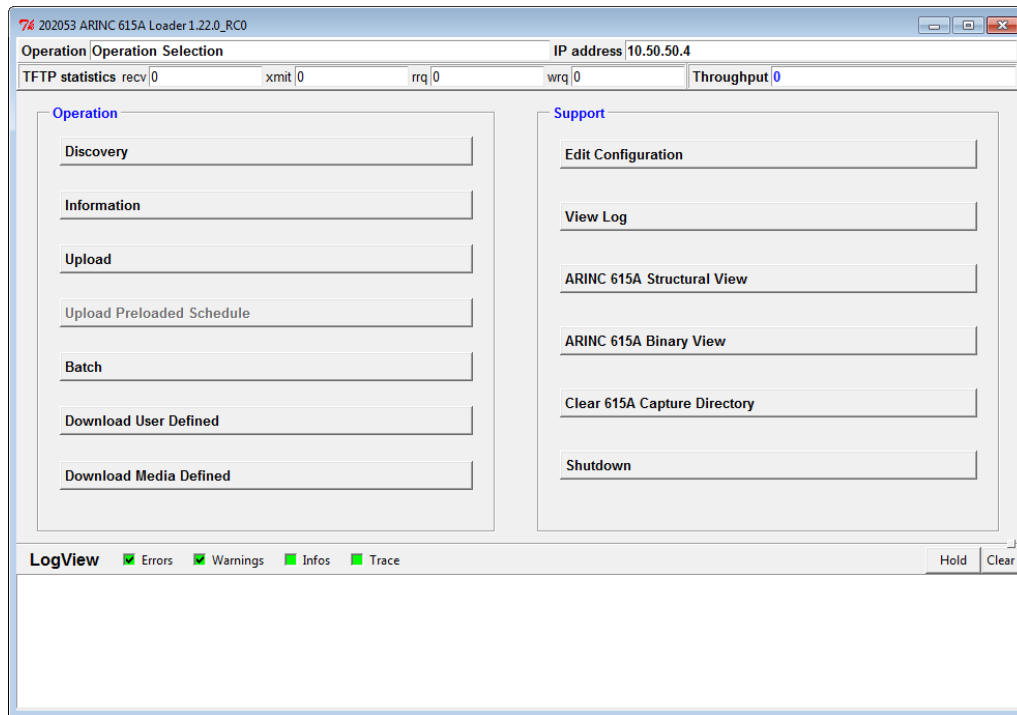 202053 ARINC 615A Loader 1.22.0_RC0
Operation Operation Selection IP address 10.50.50.4
TFTP statistics recv 0 xmit 0 rrq 0 wrq 0 Throughput 0
Operation
Discovery
Information
Upload
Upload Preloaded Schedule
Batch
Download User Defined
Download Media Defined
Support
Edit Configuration
View Log
ARINC 615A Structural View
ARINC 615A Binary View
Clear 615A Capture Directory
Shutdown
LogView Errors Warnings Infos Trace Hold Clear